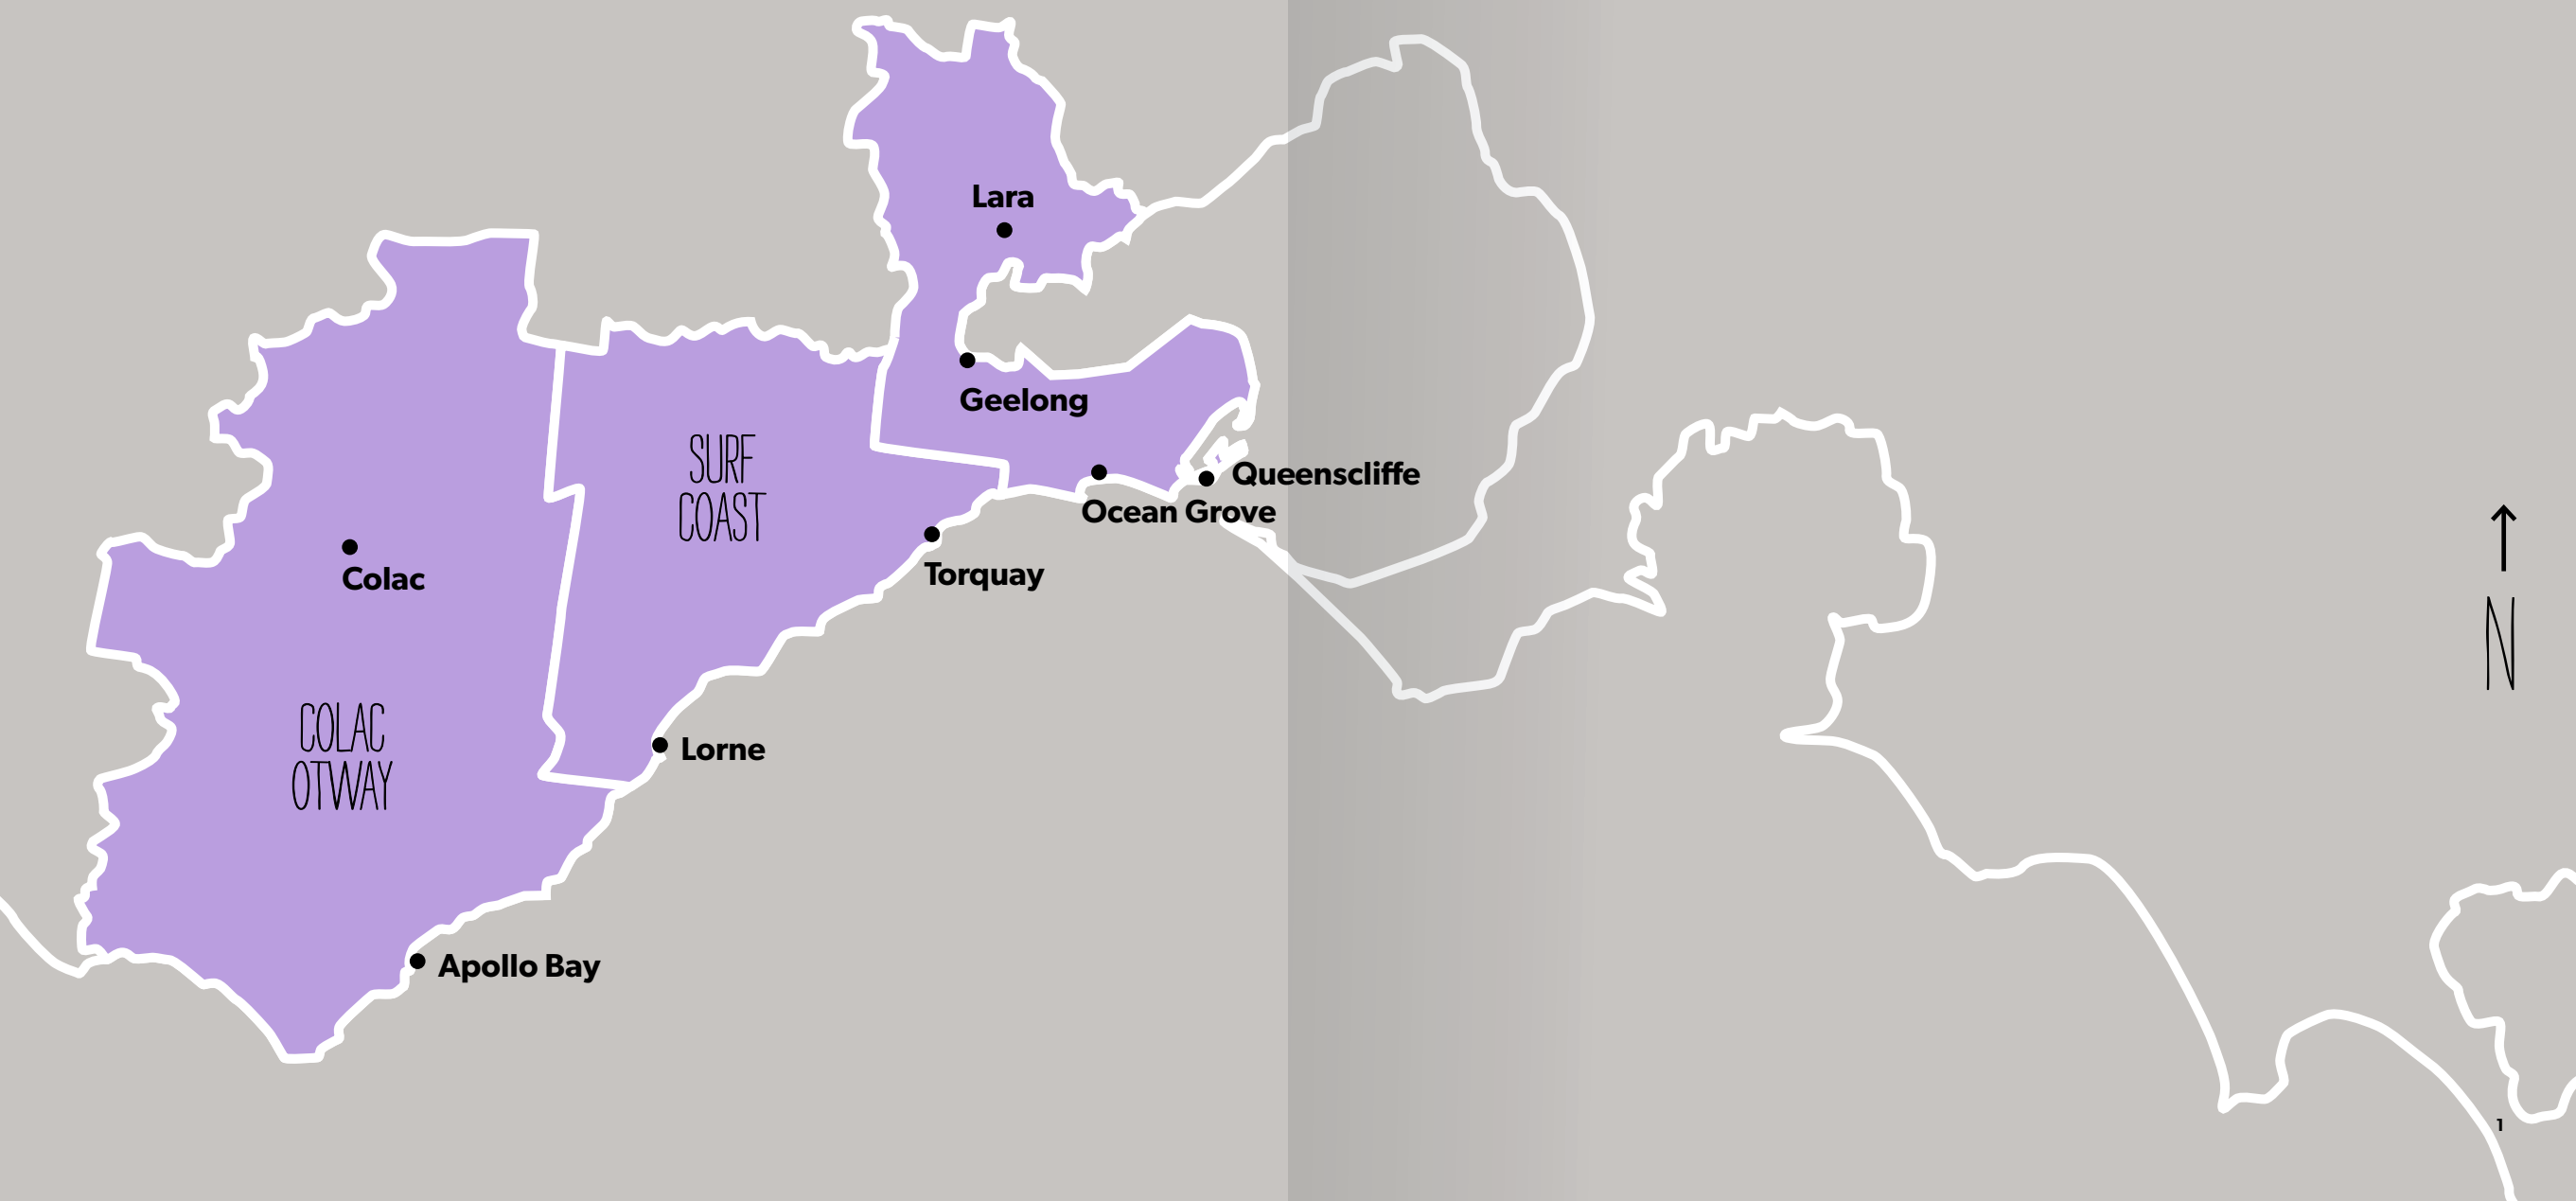 Lara
Geelong
SURF
COAST
Queenscliffe
Ocean Grove
Torquay
Colac
COLAC
OTWAY
Lorne
Apollo Bay
N
1